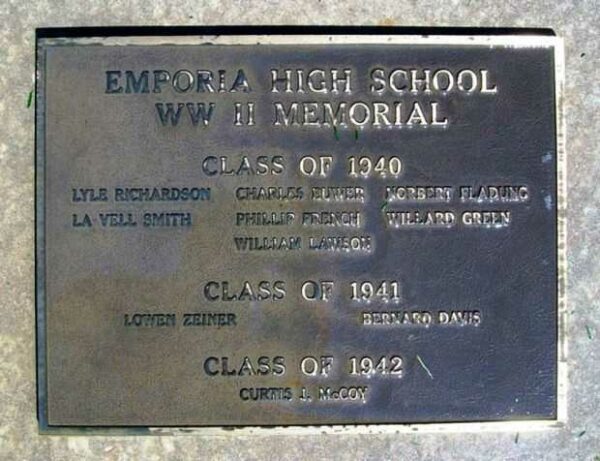 EMPORIA HIGH SCHOOL
WW II MEMORIAL
CLASS OF 1940
LYLE RICHARDSON CHARLES EUWER NORBERT FLADUNG
LA VELL SMITH PHILLIP FRENCH WILLARD GREEN
WILLIAM LAWSON
CLASS OF 1941
LOWEN ZEINER BERNARD DAVIS
CLASS OF 1942
CURTIS J. McCOY